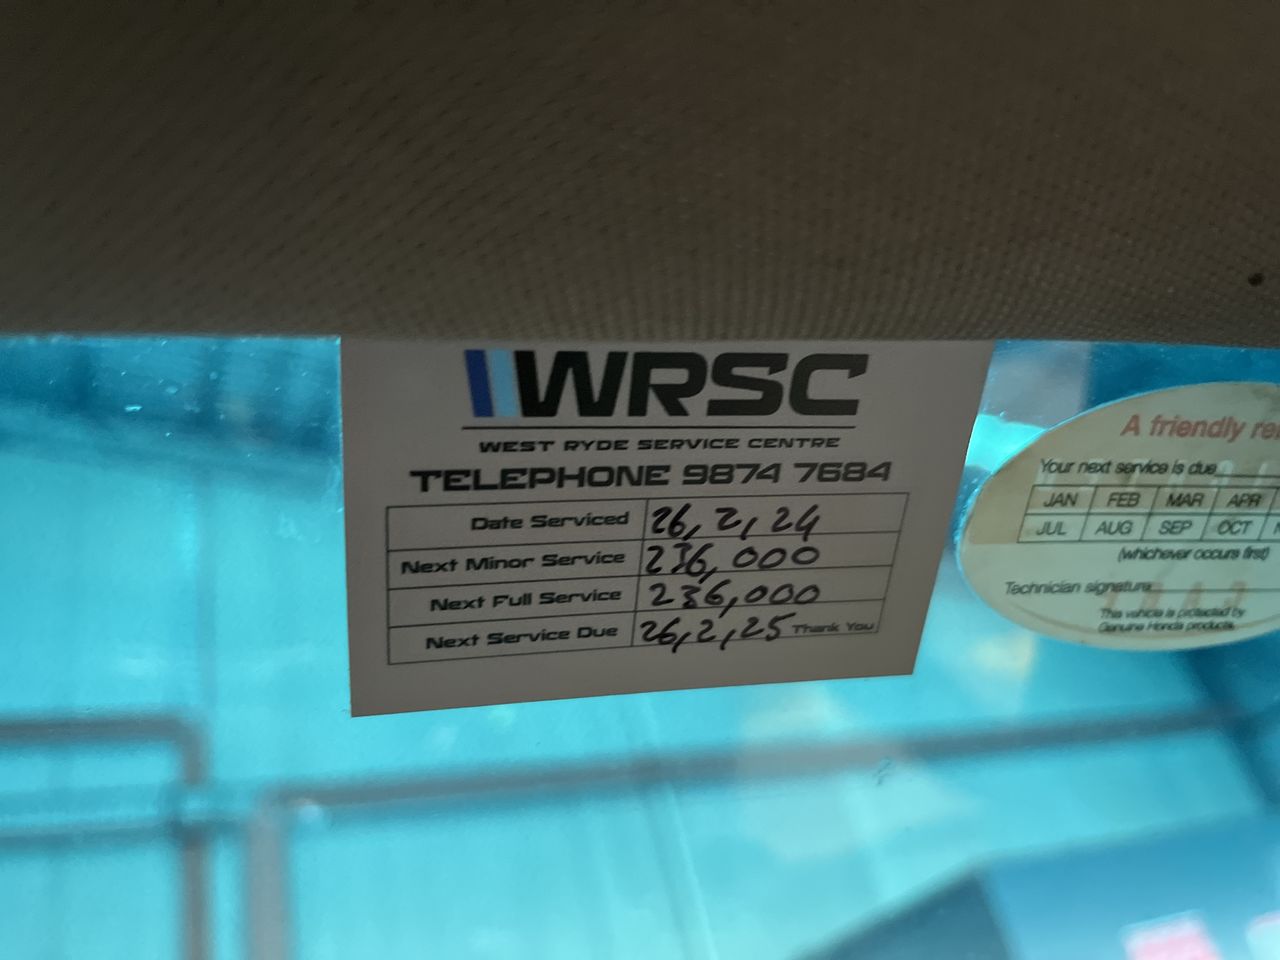 WRSC
WEST RYDE SERVICE CENTRE
TELEPHONE 9874 7684
Date Serviced 26, 2, 24
Next Minor Service 236,000
Next Full Service 236,000
Next Service Due 26, 2, 25 Thank You
A friendly
Your next service is due
JAN FEB MAR APR
JUL AUG SEP OCT
(whichever occurs first)
Technician signature
This vehicle is protected by
Genuine Honda products.